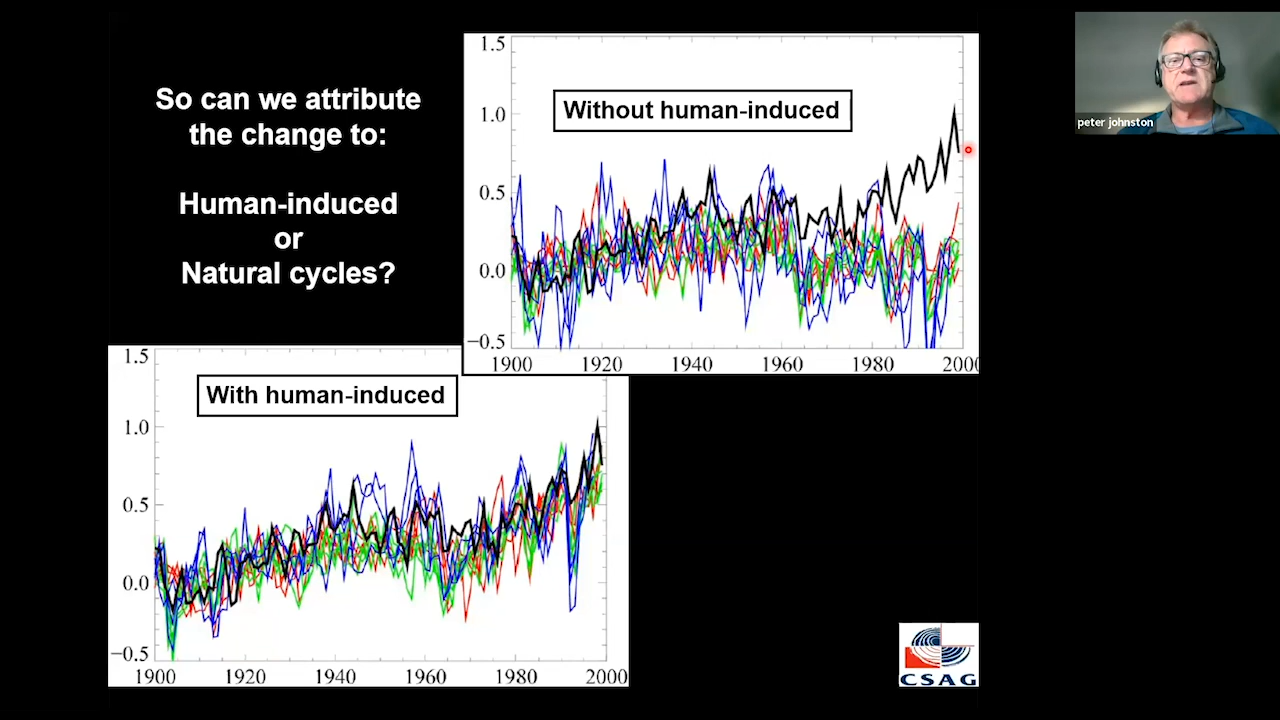 So can we attribute
the change to:
Human-induced
or
Natural cycles?
1.5
Without human-induced
1.0
0.5
0.0
−0.5
1900 1920 1940 1960 1980 2000
peter johnston
1.5
With human-induced
1.0
0.5
0.0
−0.5
1900 1920 1940 1960 1980 2000
CSAG